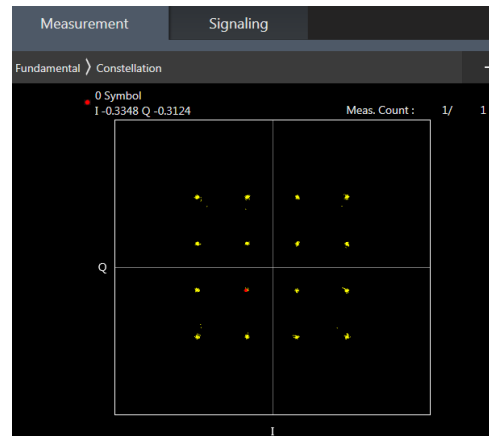 Measurement Signaling
Fundamental 〉 Constellation
0 Symbol
I -0.3348 Q -0.3124 Meas. Count : 1/ 1
Q
I